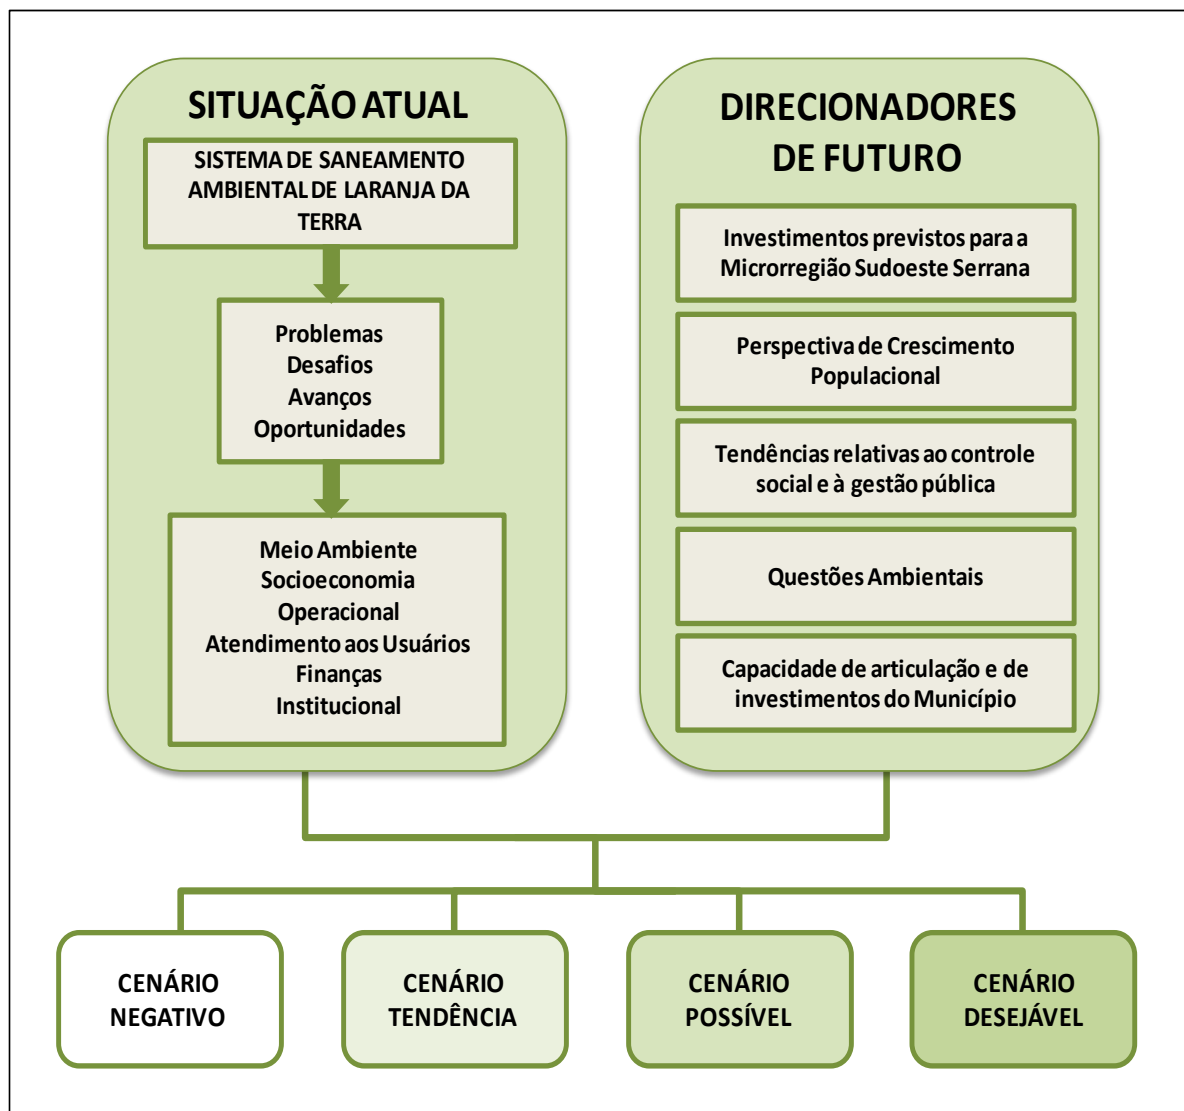 SITUAÇÃO ATUAL
SISTEMA DE SANEAMENTO
AMBIENTAL DE LARANJA DA
TERRA
Problemas
Desafios
Avanços
Oportunidades
Meio Ambiente
Socioeconomia
Operacional
Atendimento aos Usuários
Finanças
Institucional
DIRECIONADORES
DE FUTURO
Investimentos previstos para a
Microrregião Sudoeste Serrana
Perspectiva de Crescimento
Populacional
Tendências relativas ao controle
social e à gestão pública
Questões Ambientais
Capacidade de articulação e de
investimentos do Município
CENÁRIO
NEGATIVO
CENÁRIO
TENDÊNCIA
CENÁRIO
POSSÍVEL
CENÁRIO
DESEJÁVEL